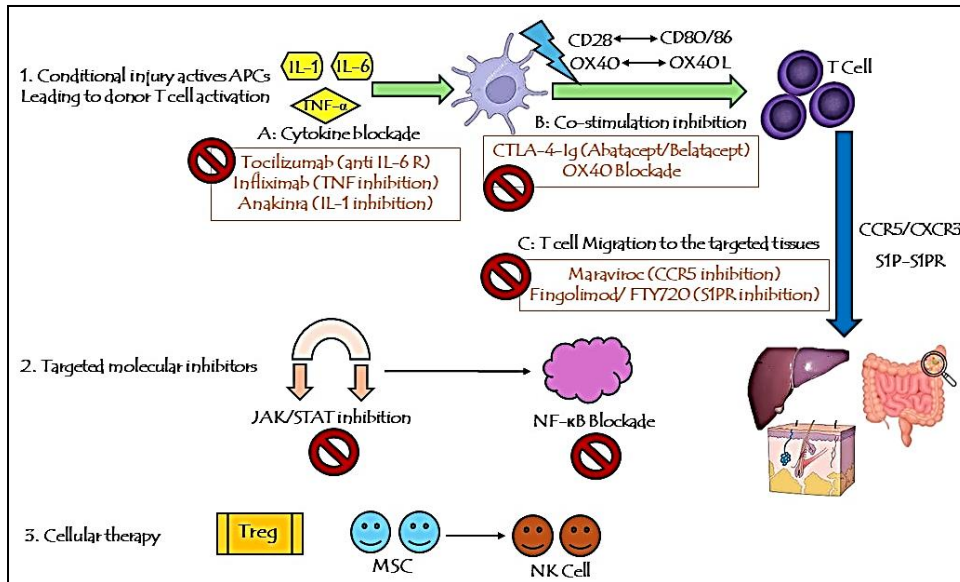 IL-1
IL-6
TNF-α
1. Conditional injury actives APCs
Leading to donor T cell activation
CD28
CD80/86
OX40
OX40 L
T Cell
A: Cytokine blockade
Tocilizumab (anti IL-6 R)
Infliximab (TNF inhibition)
Anakinra (IL-1 inhibition)
B: Co-stimulation inhibition
CTLA-4-Ig (Abatacept/Belatacept)
OX40 Blockade
CCR5/CXCR3
S1P-S1PR
C: T cell Migration to the targeted tissues
Maraviroc (CCR5 inhibition)
Fingolimod/ FTY720 (S1PR inhibition)
2. Targeted molecular inhibitors
JAK/STAT inhibition
NF-κB Blockade
3. Cellular therapy
Treg
MSC
NK Cell